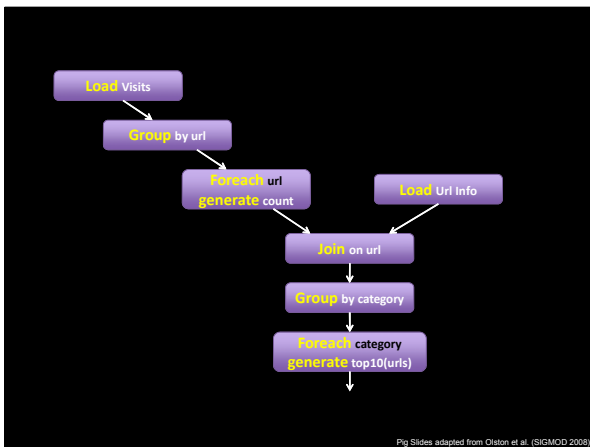 Load Visits
Group by url
Foreach url
generate count
Load Url Info
Join on url
Group by category
Foreach category
generate top10(urls)
Pig Slides adapted from Olston et al. (SIGMOD 2008)